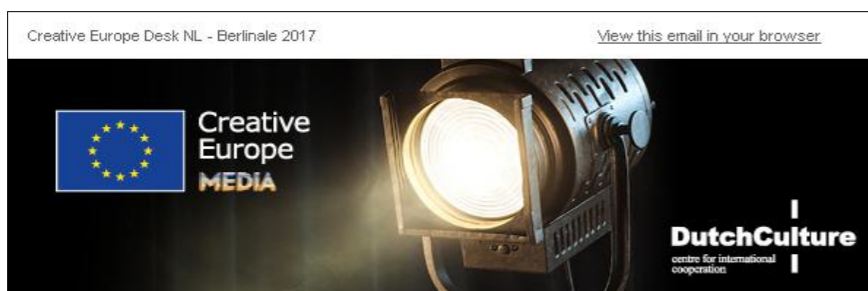 Creative Europe Desk NL - Berlinale 2017
View this email in your browser
Creative
Europe
MEDIA
DutchCulture
centre for international
cooperation